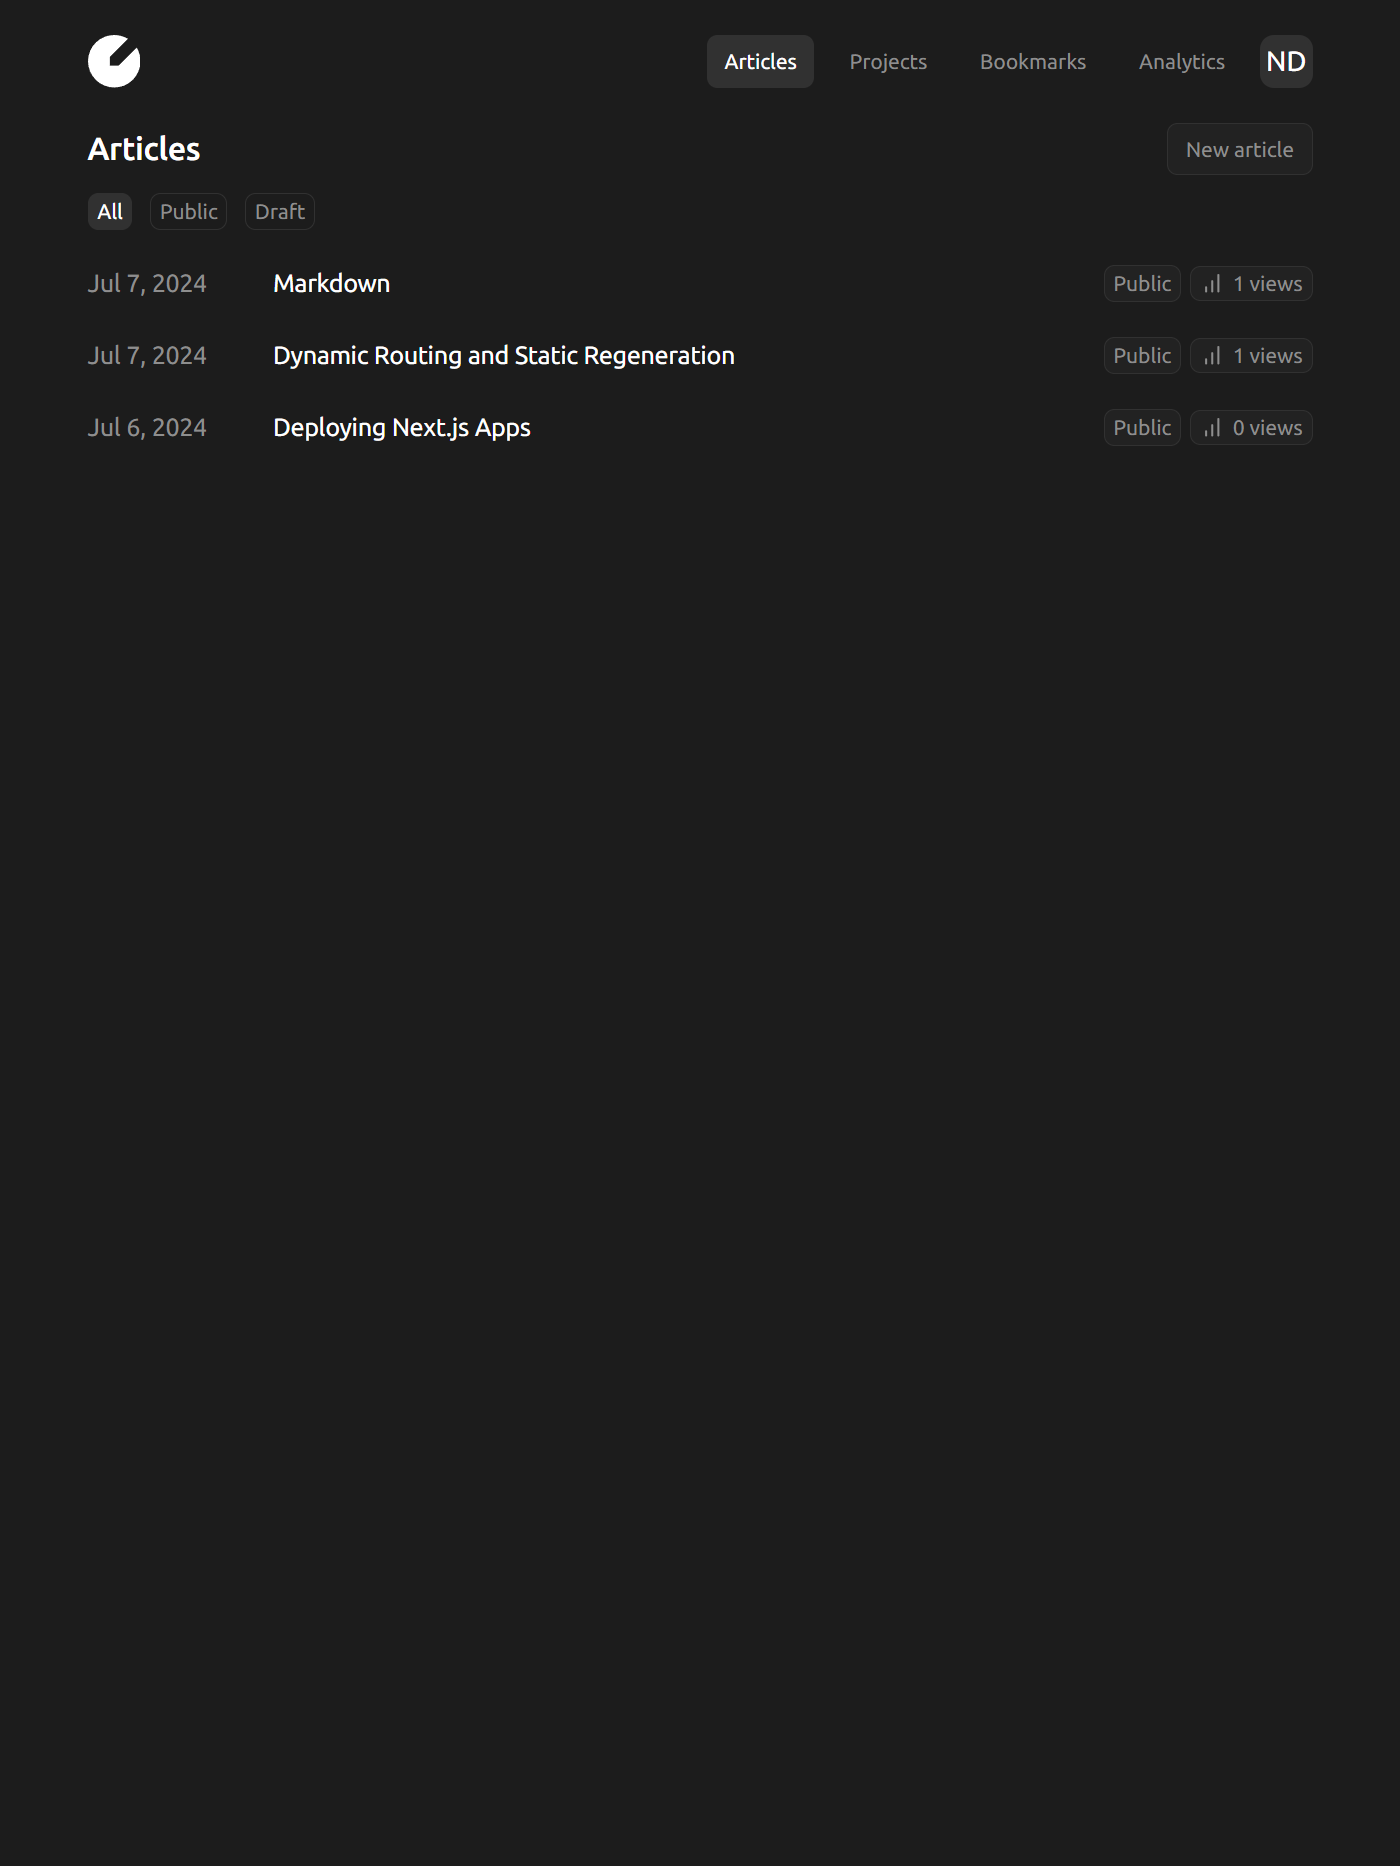 Articles Projects Bookmarks Analytics ND
Articles New article
All Public Draft
Jul 7, 2024 Markdown Public 1 views
Jul 7, 2024 Dynamic Routing and Static Regeneration Public 1 views
Jul 6, 2024 Deploying Next.js Apps Public 0 views